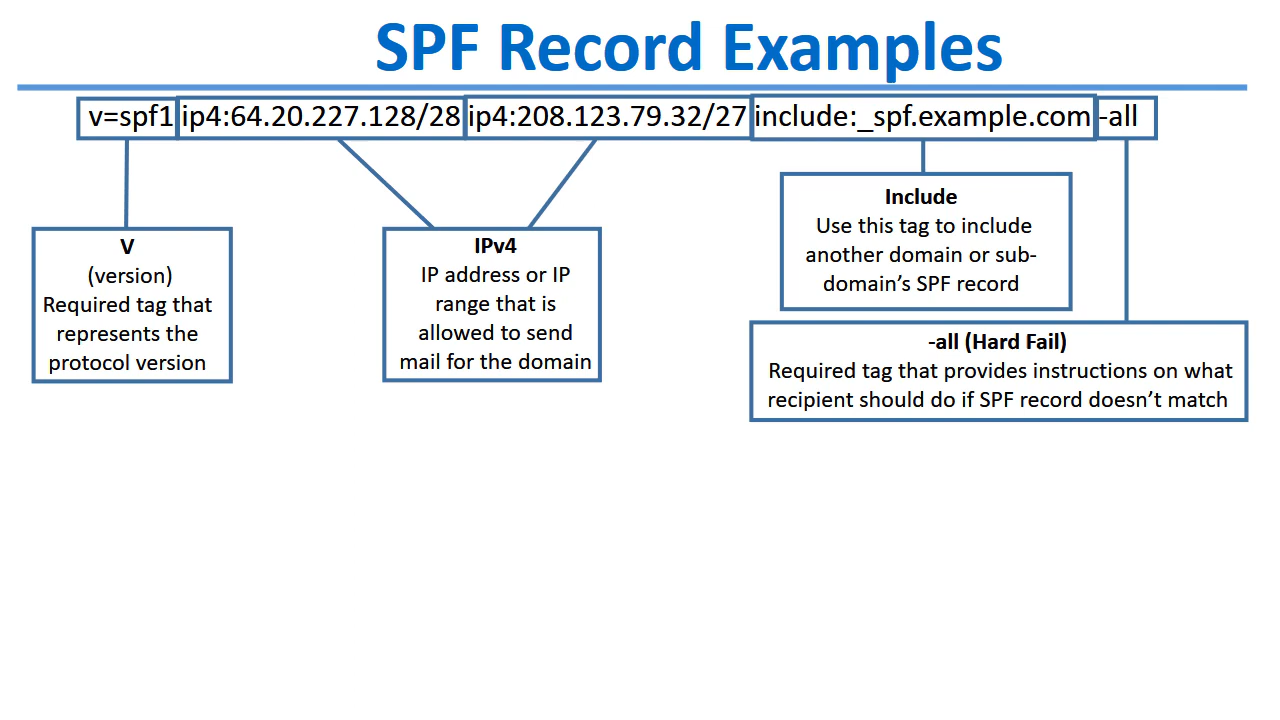 SPF Record Examples
v=spf1 ip4:64.20.227.128/28 ip4:208.123.79.32/27 include:_spf.example.com -all
V
(version)
Required tag that
represents the
protocol version
IPv4
IP address or IP
range that is
allowed to send
mail for the domain
Include
Use this tag to include
another domain or sub-
domain’s SPF record
-all (Hard Fail)
Required tag that provides instructions on what
recipient should do if SPF record doesn’t match